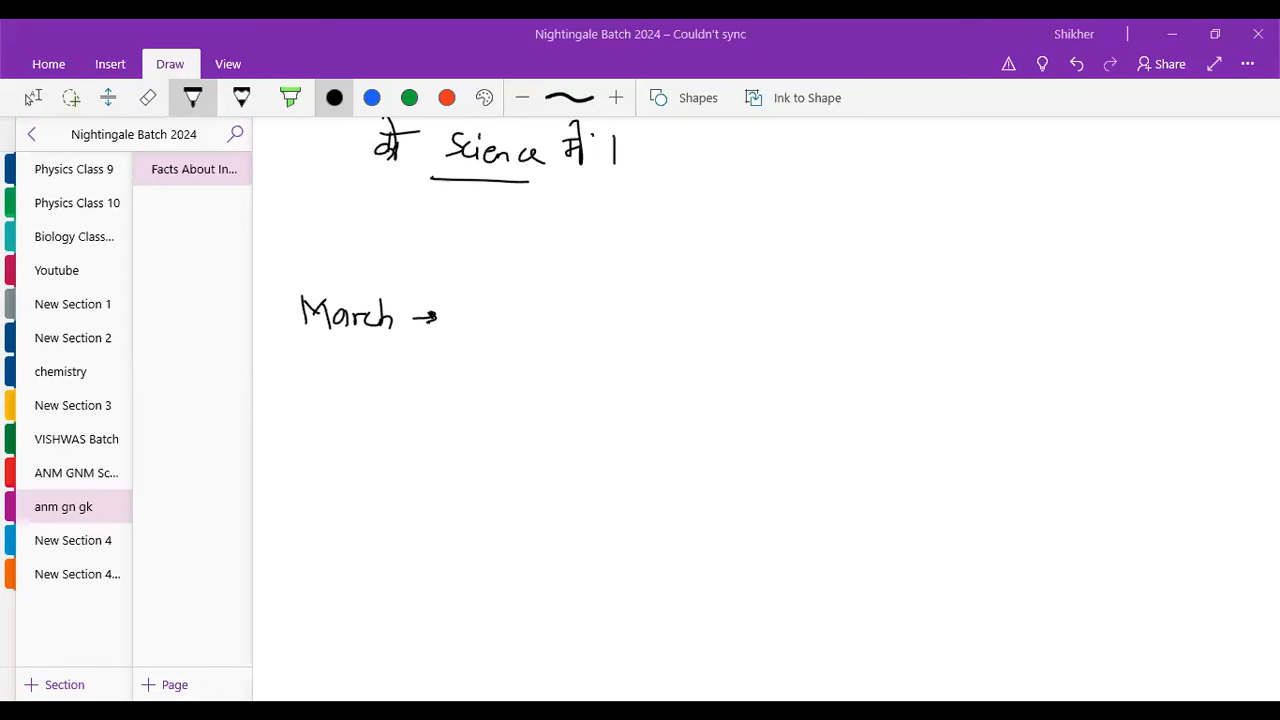 Nightingale Batch 2024 – Couldn't sync
Shikher
Home Insert Draw View
Share
Shapes
Ink to Shape
Nightingale Batch 2024
Physics Class 9
Physics Class 10
Biology Class...
Youtube
New Section 1
New Section 2
chemistry
New Section 3
VISHWAS Batch
ANM GNM Sc...
anm gn gk
New Section 4
New Section 4...
Section
Facts About In...
Page
Science में।
March →